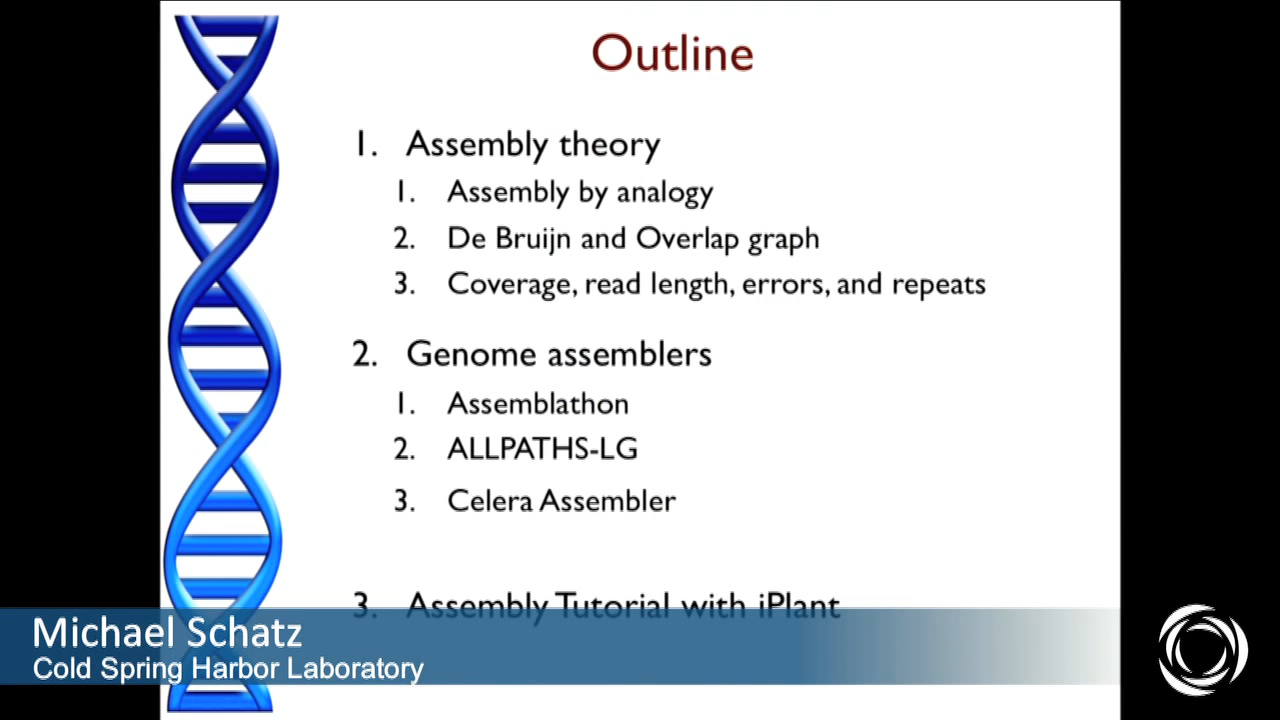 Outline
1. Assembly theory
1. Assembly by analogy
2. De Bruijn and Overlap graph
3. Coverage, read length, errors, and repeats
2. Genome assemblers
1. Assemblathon
2. ALLPATHS-LG
3. Celera Assembler
3. Assembly Tutorial with iPlant
Michael Schatz
Cold Spring Harbor Laboratory